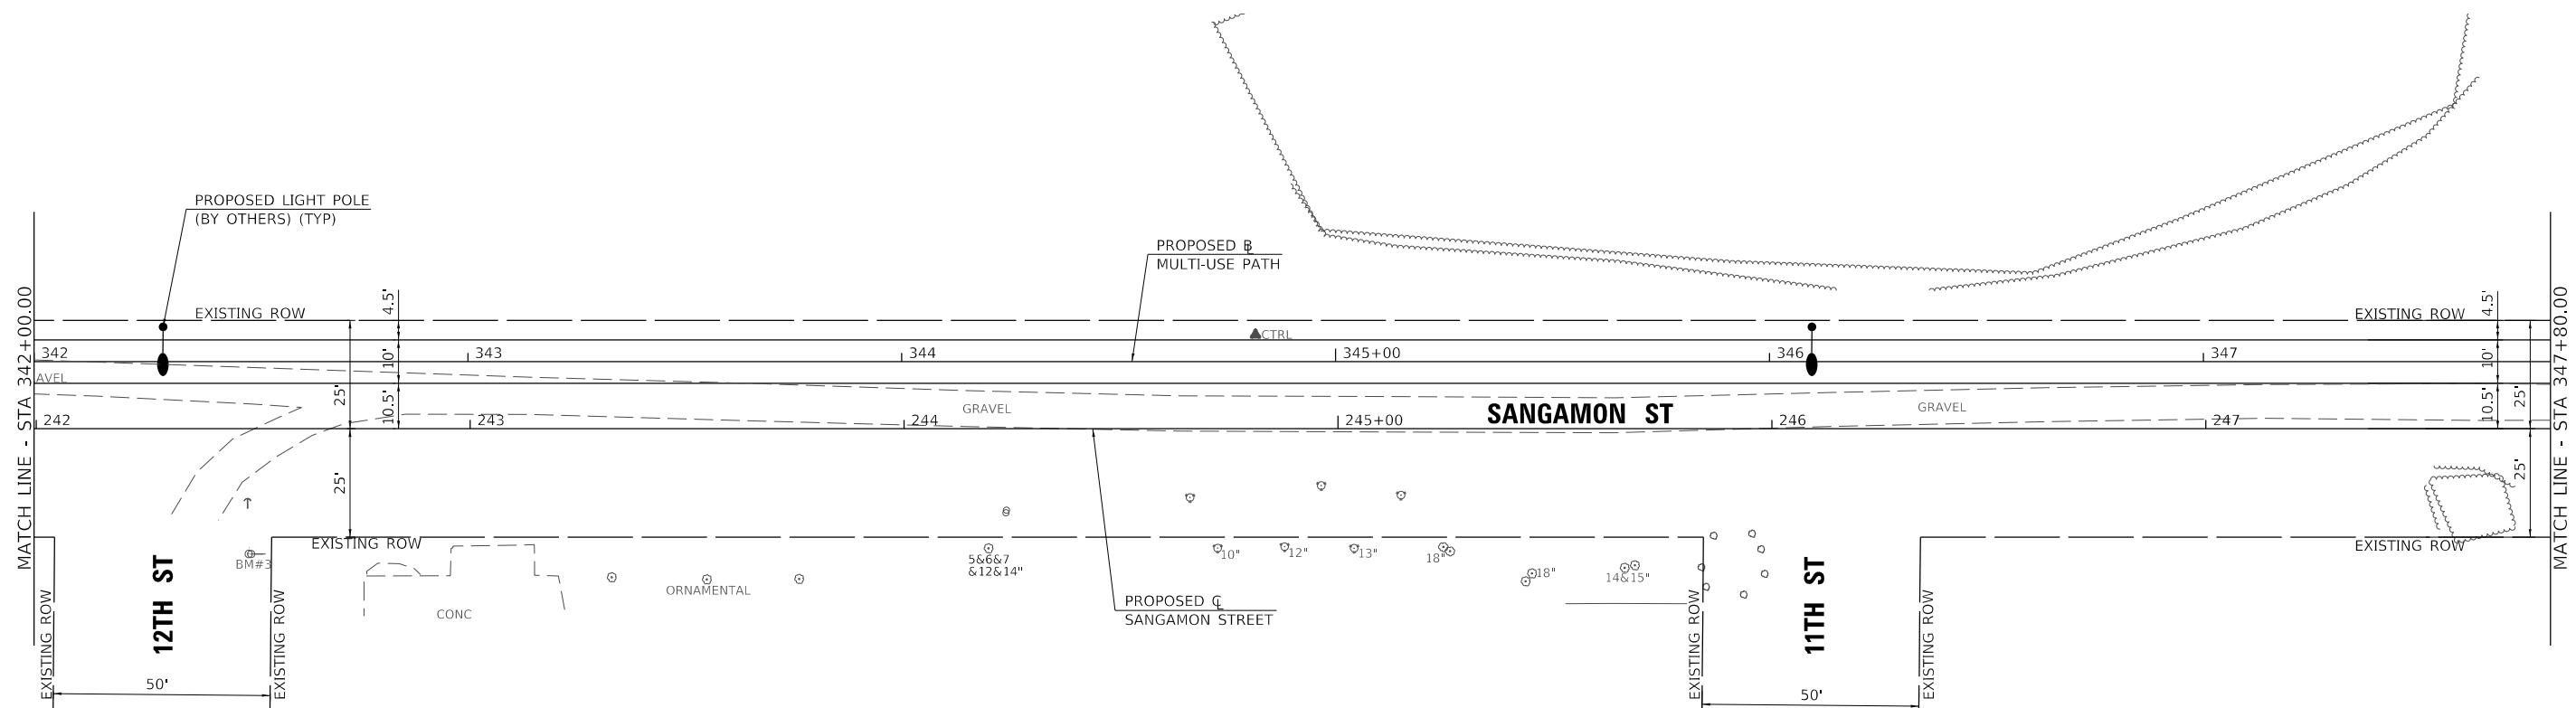 PROPOSED LIGHT POLE
(BY OTHERS) (TYP)
PROPOSED B
L
MULTI-USE PATH
MATCH LINE - STA 342+00.00
MATCH LINE - STA 347+80.00
EXISTING ROW
4.5'
CTRL
EXISTING ROW
4.5'
342
343
344
345+00
346
347
10'
10'
AVEL
25'
10.5'
GRAVEL
SANGAMON ST
GRAVEL
10.5'
25'
242
243
244
245+00
246
247
25'
25'
EXISTING ROW
EXISTING ROW
BM#3
5&6&7
&12&14"
10"
12"
13"
18"
18"
14&15"
ORNAMENTAL
CONC
PROPOSED C
L
SANGAMON STREET
12TH ST
11TH ST
EXISTING ROW
EXISTING ROW
EXISTING ROW
EXISTING ROW
50'
50'